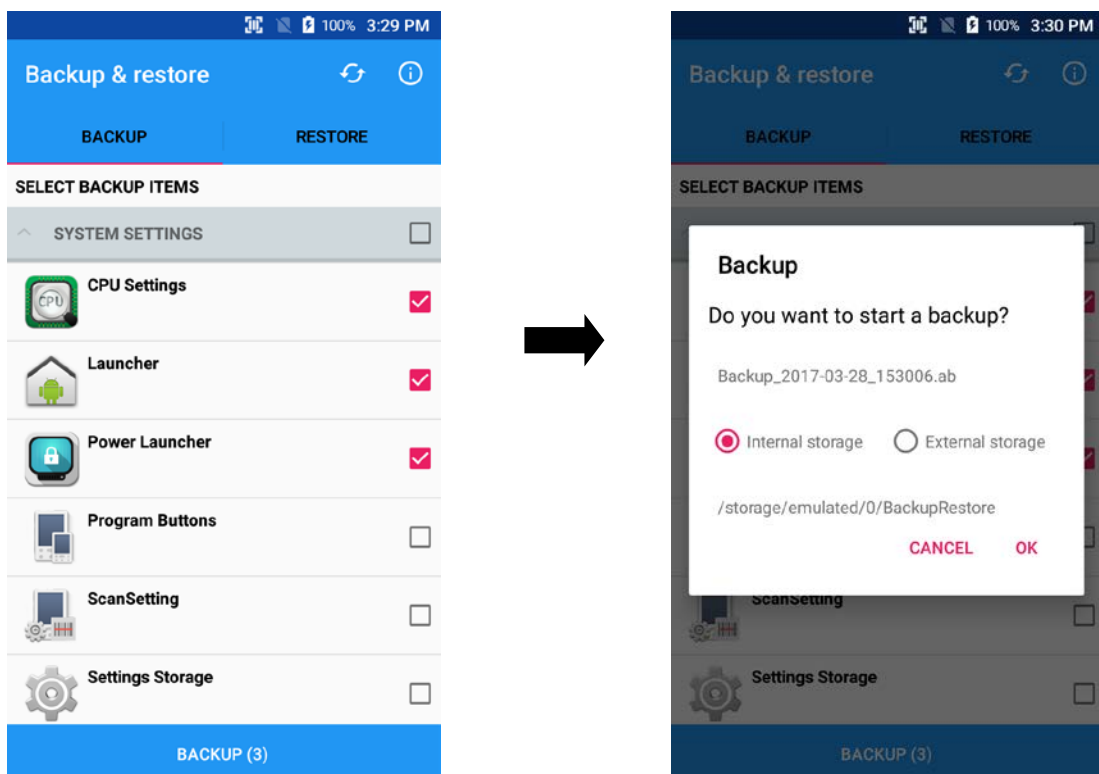 100% 3:29 PM
Backup & restore
BACKUP RESTORE
SELECT BACKUP ITEMS
SYSTEM SETTINGS
CPU
CPU Settings
Launcher
Power Launcher
Program Buttons
ScanSetting
Settings Storage
BACKUP (3)
100% 3:30 PM
Backup & restore
BACKUP RESTORE
SELECT BACKUP ITEMS
Backup
Do you want to start a backup?
Backup_2017-03-28_153006.ab
Internal storage External storage
/storage/emulated/0/BackupRestore
CANCEL OK
ScanSetting
Settings Storage
BACKUP (3)